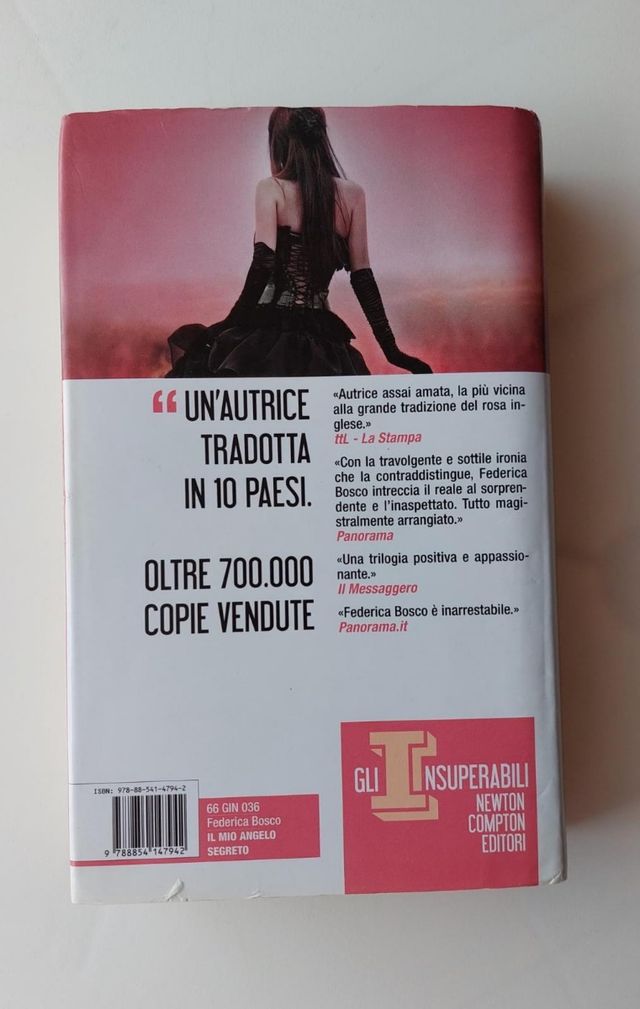 “ UN'AUTRICE
TRADOTTA
IN 10 PAESI.
OLTRE 700.000
COPIE VENDUTE
«Autrice assai amata, la più vicina
alla grande tradizione del rosa in-
glese.»
ttL - La Stampa
«Con la travolgente e sottile ironia
che la contraddistingue, Federica
Bosco intreccia il reale al sorpren-
dente e l'inaspettato. Tutto magi-
stralmente arrangiato.»
Panorama
«Una trilogia positiva e appassio-
nante.»
Il Messaggero
«Federica Bosco è inarrestabile.»
Panorama.it
ISBN: 978-88-541-4794-2
9 788854 147942
66 GIN 036
Federica Bosco
IL MIO ANGELO
SEGRETO
GLI INSUPERABILI
NEWTON
COMPTON
EDITORI